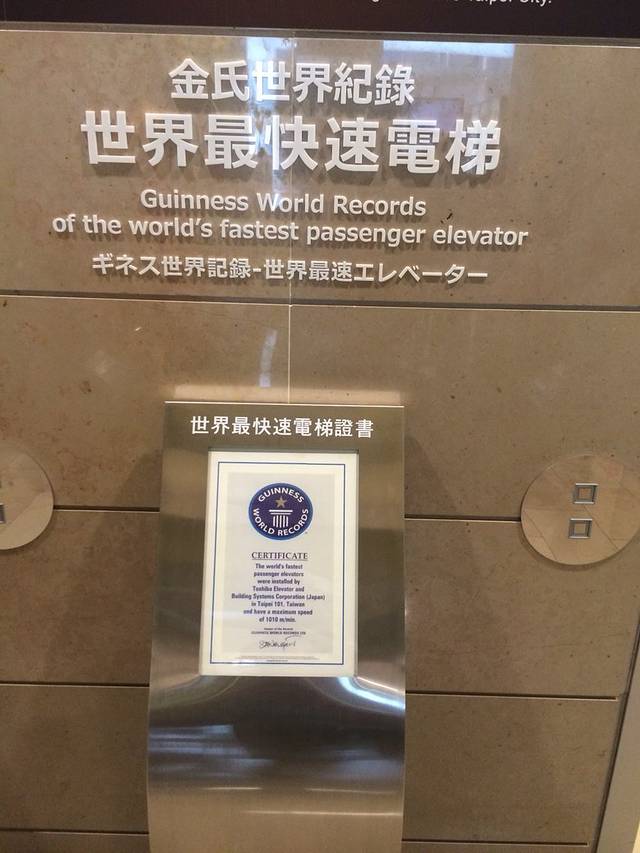 金氏世界紀錄
世界最快速電梯
Guinness World Records
of the world's fastest passenger elevator
ギネス世界記録-世界最速エレベーター
世界最快速電梯證書
GUINNESS
WORLD RECORDS
CERTIFICATE
The world's fastest
passenger elevators
were installed by
Toshiba Elevator and
Building Systems Corporation (Japan)
in Taipei 101, Taiwan
and have a maximum speed
of 1010 m/min.
GUINNESS WORLD RECORDS LTD